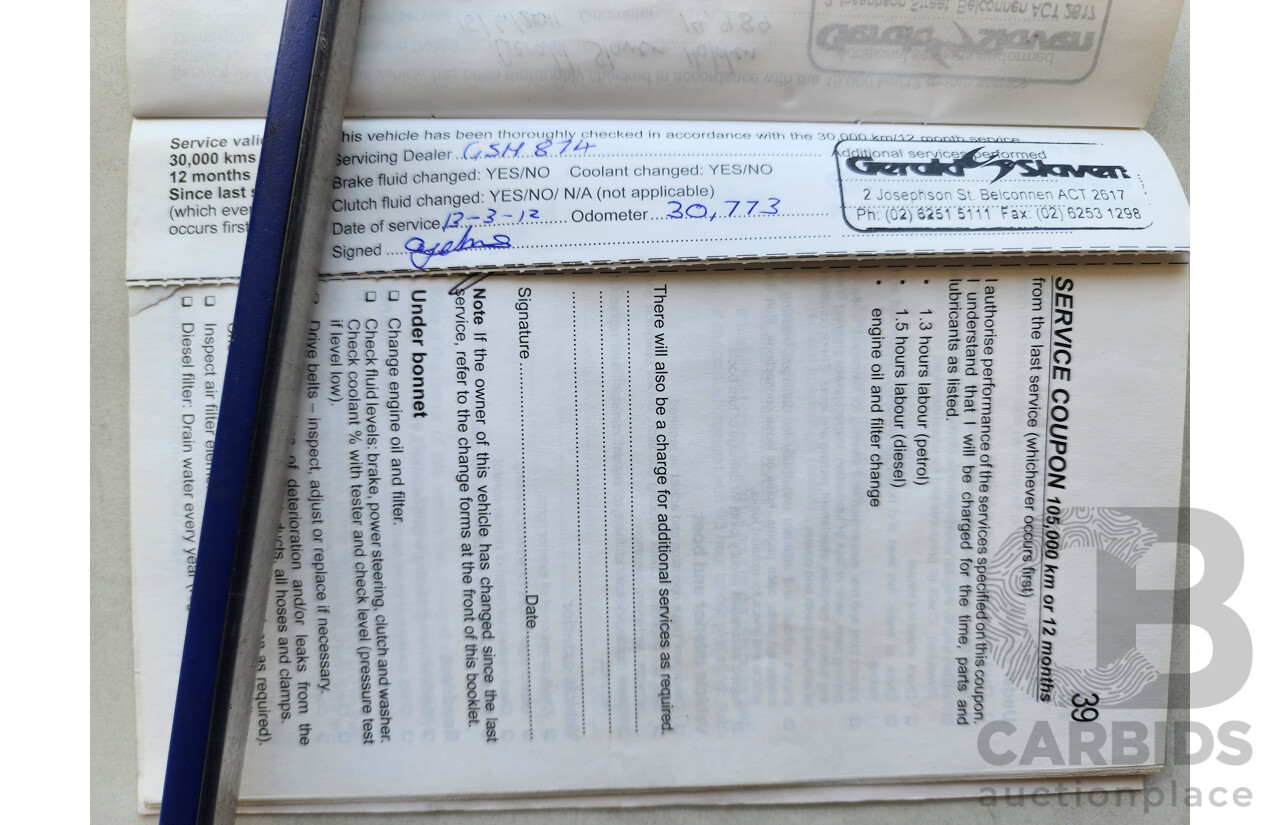 Service
30,000 kms
12 months
Since last
(which ever
occurs first
this vehicle has been thoroughly checked in accordance with the 30,000 km/12 month service
Servicing Dealer GSH 874
Brake fluid changed: YES/NO Coolant changed: YES/NO
Clutch fluid changed: YES/NO/ N/A (not applicable)
Date of service 13-3-12 Odometer 30,773
Signed
Additional services performed
Gerald Slaven
2 Josephson St. Belconnen ACT 2617
Ph: (02) 6251 5111 Fax: (02) 6253 1298
39
SERVICE COUPON 105,000 km or 12 months
from the last service (whichever occurs first)
I authorise performance of the services specified on this coupon.
I understand that I will be charged for the time, parts and
lubricants as listed.
• 1.3 hours labour (petrol)
• 1.5 hours labour (diesel)
• engine oil and filter change
There will also be a charge for additional services as required.
Signature Date
Note If the owner of this vehicle has changed since the last
service, refer to the change forms at the front of this booklet.
Under bonnet
❑ Change engine oil and filter.
❑ Check fluid levels: brake, power steering, clutch and washer.
Check coolant % with tester and check level (pressure test
if level low).
❑ Drive belts – inspect, adjust or replace if necessary.
of deterioration and/or leaks from the
all hoses and clamps.
as required).
❑ Inspect air filter
❑ Diesel filter: Drain water every year
CARBIDS
auctionplace